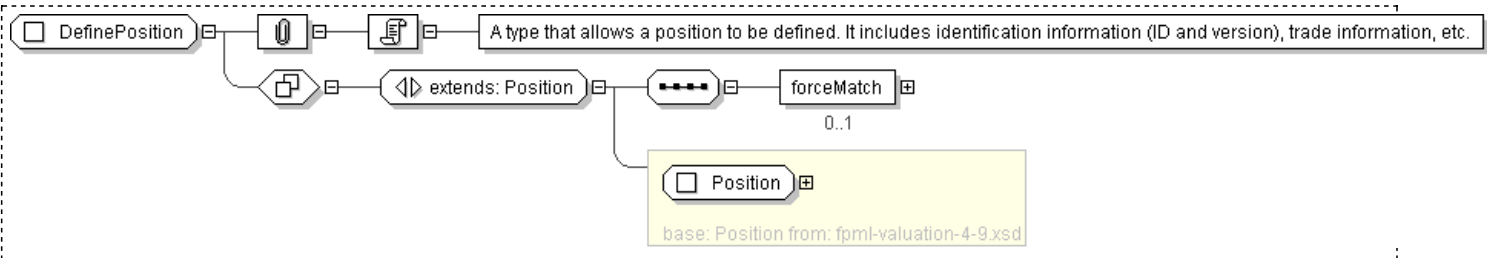 DefinePosition
A type that allows a position to be defined. It includes identification information (ID and version), trade information, etc.
extends: Position
forceMatch
0..1
Position
base: Position from: fpml-valuation-4-9.xsd